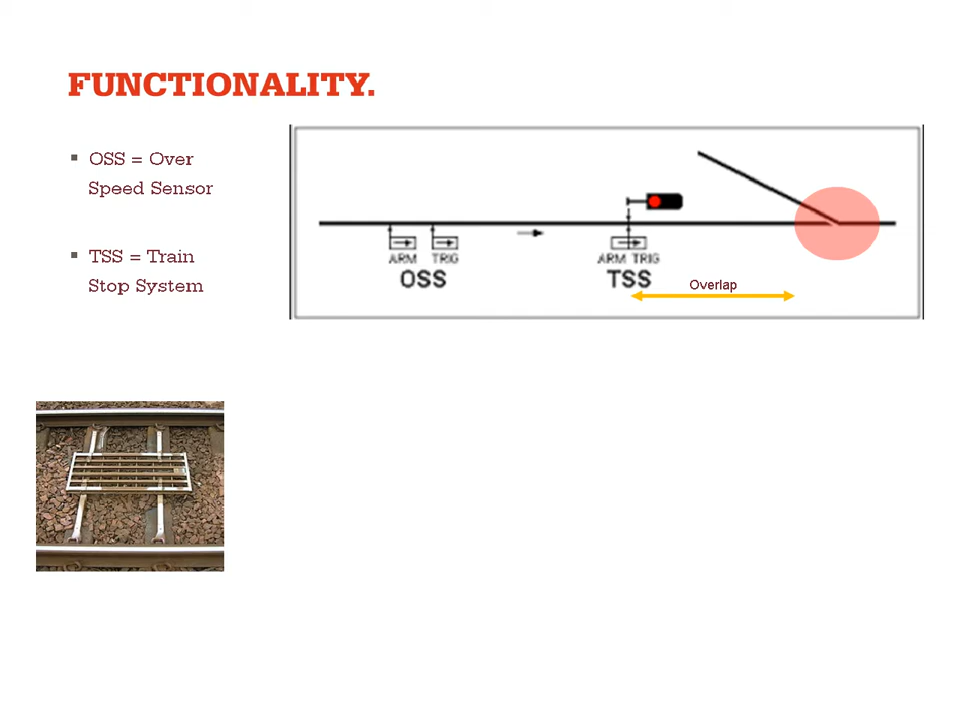 FUNCTIONALITY.
▪ OSS = Over
Speed Sensor
▪ TSS = Train
Stop System
ARM TRIG
OSS
ARM TRIG
TSS
Overlap